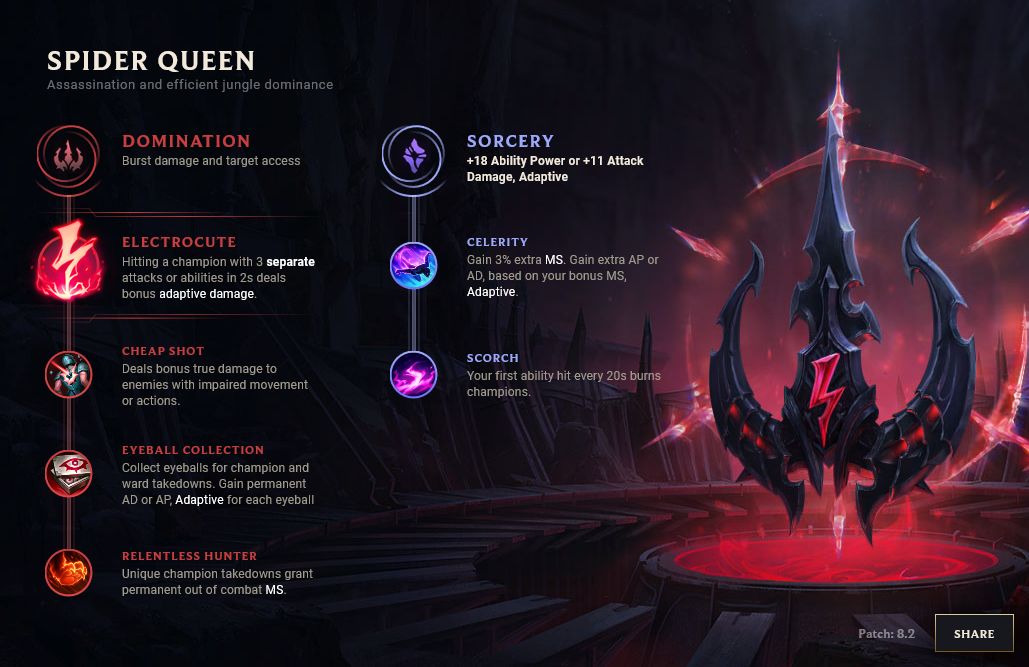 SPIDER QUEEN
Assassination and efficient jungle dominance
DOMINATION
Burst damage and target access
ELECTROCUTE
Hitting a champion with 3 separate
attacks or abilities in 2s deals
bonus adaptive damage.
CHEAP SHOT
Deals bonus true damage to
enemies with impaired movement
or actions.
EYEBALL COLLECTION
Collect eyeballs for champion and
ward takedowns. Gain permanent
AD or AP, Adaptive for each eyeball
RELENTLESS HUNTER
Unique champion takedowns grant
permanent out of combat MS.
SORCERY
+18 Ability Power or +11 Attack
Damage, Adaptive
CELERITY
Gain 3% extra MS. Gain extra AP or
AD, based on your bonus MS,
Adaptive.
SCORCH
Your first ability hit every 20s burns
champions.
Patch: 8.2
SHARE